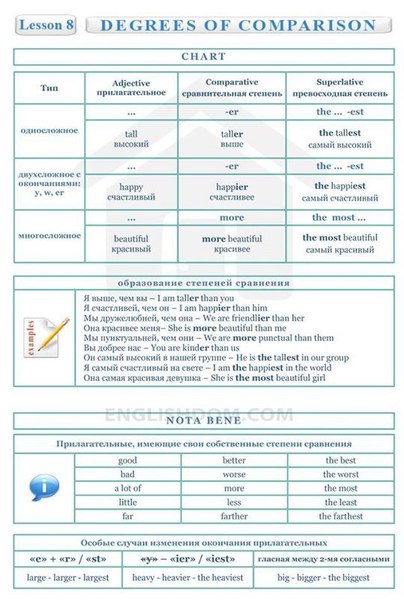 Lesson 8 DEGREES OF COMPARISON
CHART
Тип Adjective прилагательное Comparative сравнительная степень Superlative превосходная степень
односложное
... -er the ... -est
tall высокий taller выше the tallest самый высокий
двухсложное с окончаниями: y, w, er
... -er the ... -est
happy счастливый happier счастливее the happiest самый счастливый
многосложное
... more the most ...
beautiful красивый more beautiful красивее the most beautiful самый красивый
образование степеней сравнения
examples
Я выше, чем вы – I am taller than you
Я счастливей, чем он – I am happier than him
Мы дружелюбней, чем она – We are friendlier than her
Она красивее меня– She is more beautiful than me
Мы пунктуальней, чем они – We are more punctual than them
Вы добрее нас – You are kinder than us
Он самый высокий в нашей группе – He is the tallest in our group
Я самый счастливый на свете – I am the happiest in the world
Она самая красивая девушка – She is the most beautiful girl
ENGLISHDOM.COM
NOTA BENE
Прилагательные, имеющие свои собственные степени сравнения
good better the best
bad worse the worst
a lot of more the most
little less the least
far farther the farthest
Особые случаи изменения окончания прилагательных
«e» + «r» / «st» «y» – «ier» / «iest» гласная между 2-мя согласными
large - larger - largest heavy - heavier - the heaviest big - bigger - the biggest